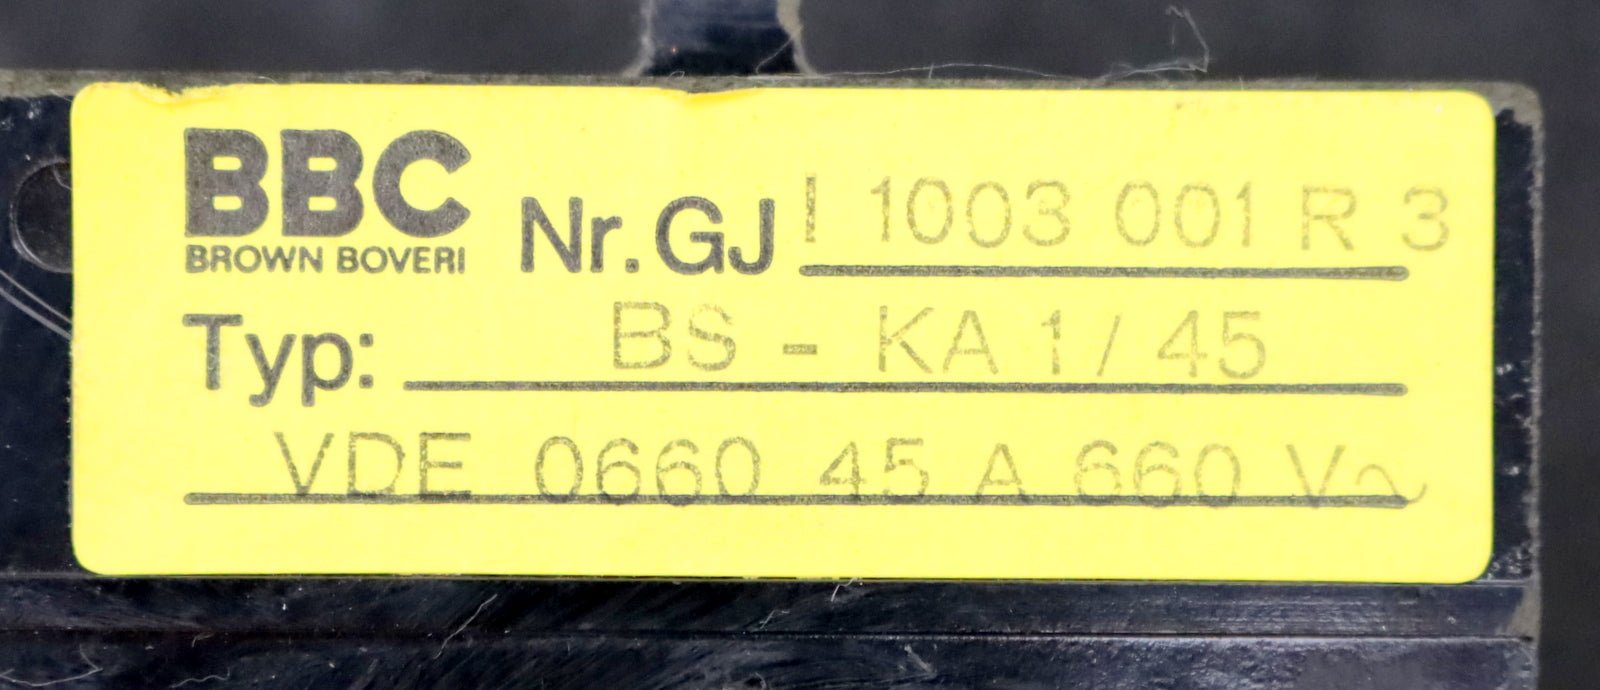 BBC
BROWN BOVERI
Nr. GJ I 1003 001 R 3
Typ: BS - KA 1 / 45
VDE 0660 45 A 660 V~